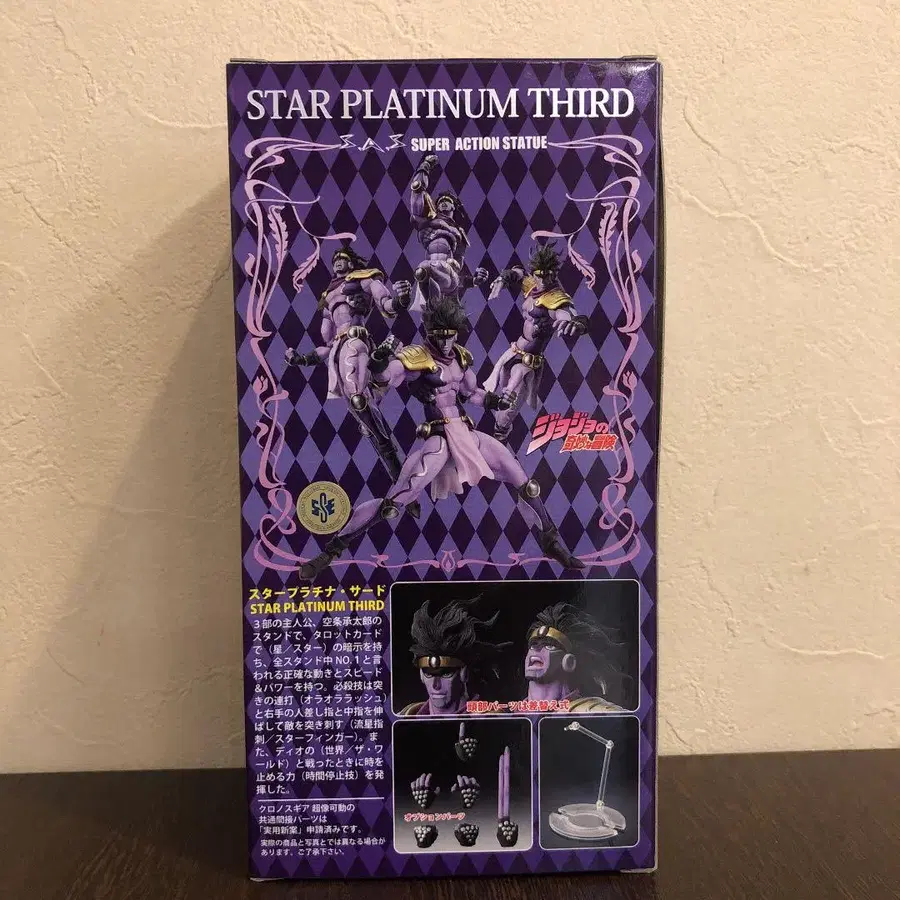 STAR PLATINUM THIRD
S.A.S SUPER ACTION STATUE
ジョジョの
奇妙な冒険
スタープラチナ・サード
STAR PLATINUM THIRD
３部の主人公、空条承太郎の
スタンドで、タロットカード
で（星／スター）の暗示を持
ち、全スタンド中NO.1と言
われる正確な動きとスピード
＆パワーを持つ。必殺技は突
きの連打（オラオララッシュ）
と右手の人差し指と中指を伸
ばして敵を突き刺す（流星指
刺／スターフィンガー）。ま
た、ディオの（世界／ザ・ワ
ールド）と戦ったときに時を
止める力（時間停止技）を発
揮した。
クロノスギア 超像可動の
共通間接パーツは
「実用新案」申請済みです。
実際の商品と写真とでは異なる場合が
あります。ご了承下さい。
頭部パーツは差替え式
オプションパーツ